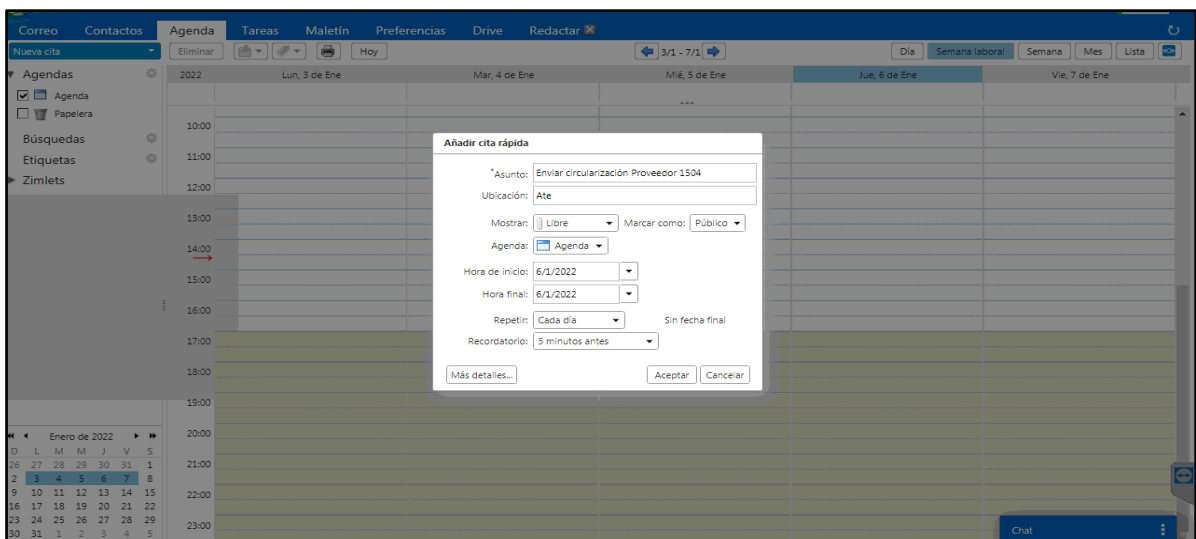 Correo Contactos Agenda Tareas Maletín Preferencias Drive Redactar
Nueva cita Eliminar Hoy 3/1 - 7/1 Día Semana laboral Semana Mes Lista
Agendas
Agenda
Papelera
Búsquedas
Etiquetas
Zimlets
2022 Lun, 3 de Ene Mar, 4 de Ene Mié, 5 de Ene Jue, 6 de Ene Vie, 7 de Ene
10:00
11:00
12:00
13:00
14:00
15:00
16:00
17:00
18:00
19:00
20:00
21:00
22:00
23:00
Añadir cita rápida
*Asunto: Enviar circularización Proveedor 1504
Ubicación: Ate
Mostrar: Libre Marcar como: Público
Agenda: Agenda
Hora de inicio: 6/1/2022
Hora final: 6/1/2022
Repetir: Cada día Sin fecha final
Recordatorio: 5 minutos antes
Más detalles... Aceptar Cancelar
Enero de 2022
D L M M J V S
26 27 28 29 30 31 1
2 3 4 5 6 7 8
9 10 11 12 13 14 15
16 17 18 19 20 21 22
23 24 25 26 27 28 29
30 31 1 2 3 4 5
Chat